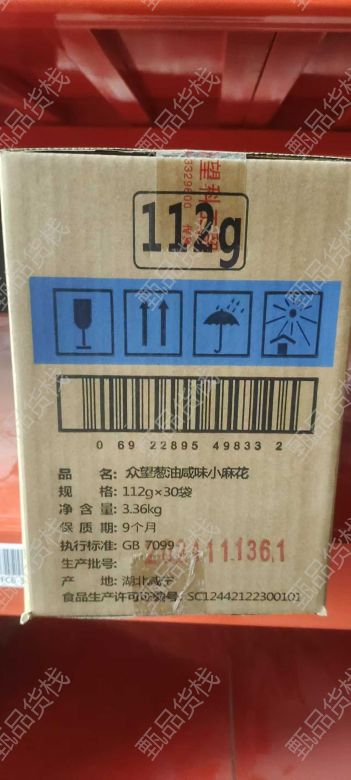 112g
0 69 22895 49833 2
品 名: 众望葱油咸味小麻花
规 格: 112g×30袋
净含量: 3.36kg
保质期: 9个月
执行标准: GB 7099
生产批号: 202411136.1
产 地: 湖北咸宁
食品生产许可证编号: SC12442122300101
甄品货栈